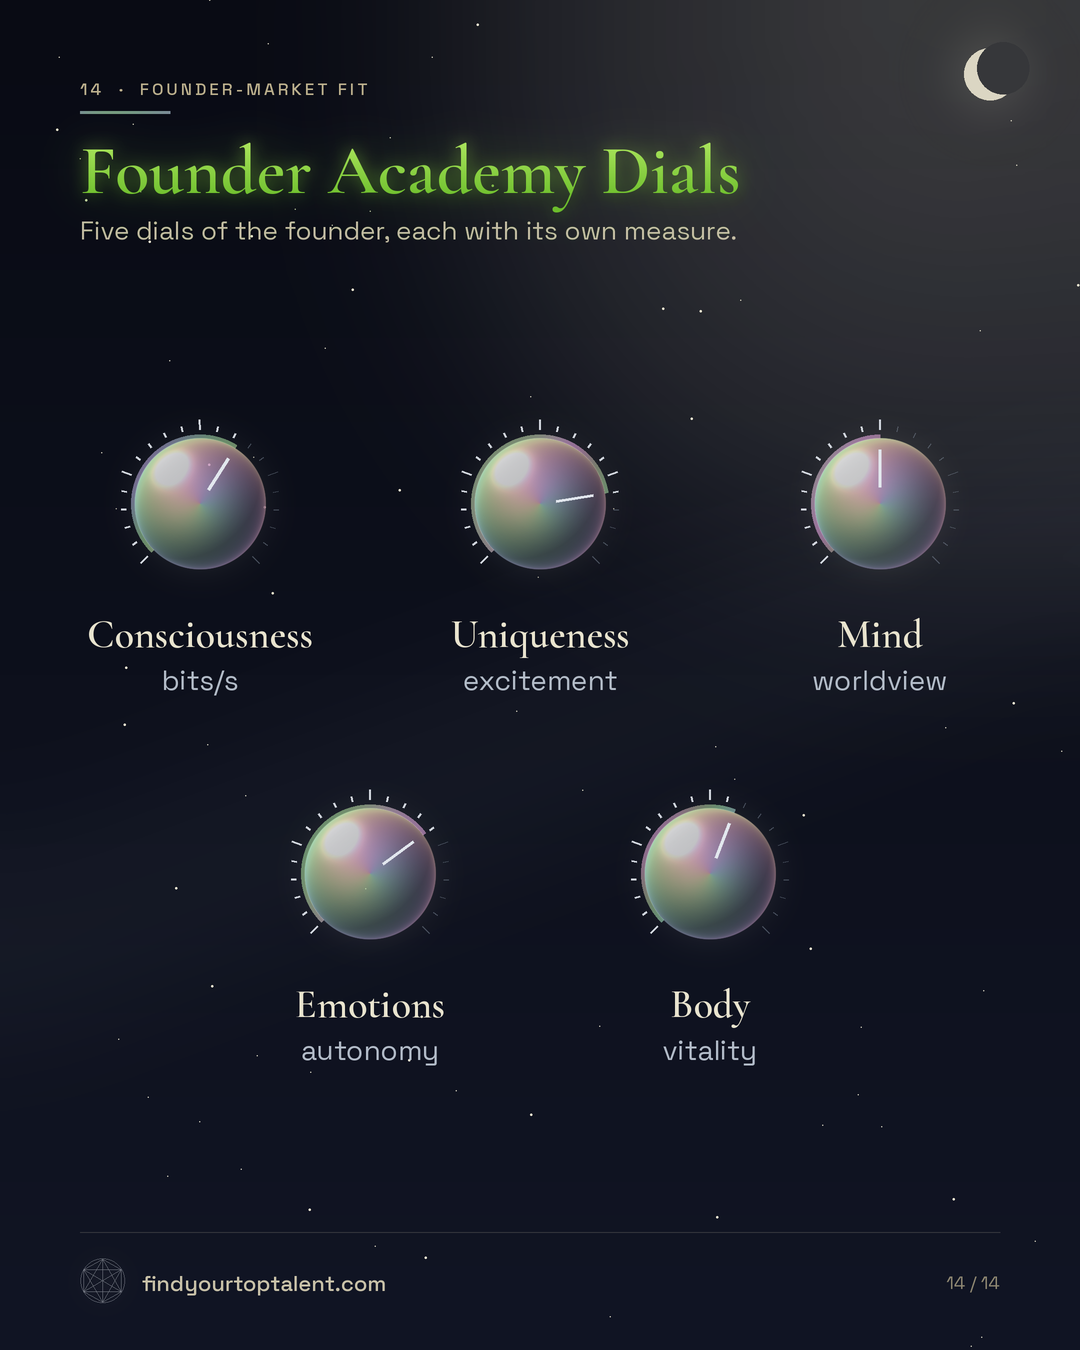 14 · FOUNDER-MARKET FIT
Founder Academy Dials
Five dials of the founder, each with its own measure.
Consciousness
bits/s
Uniqueness
excitement
Mind
worldview
Emotions
autonomy
Body
vitality
findyourtoptalent.com
14 / 14